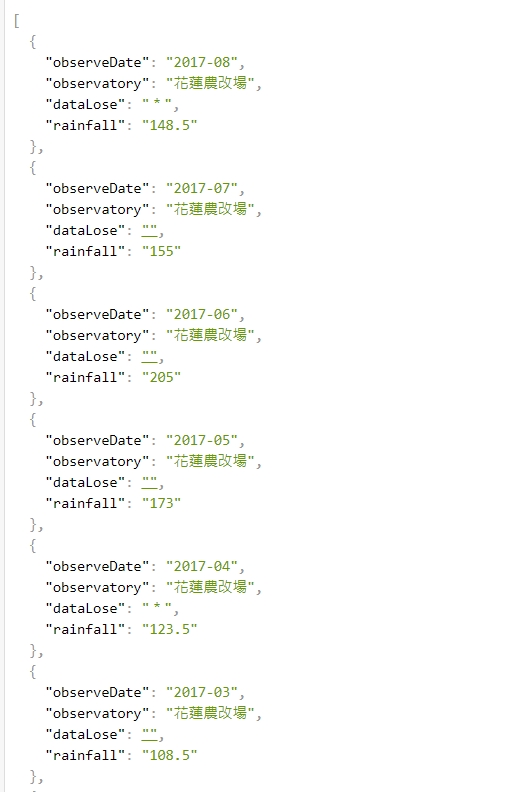 [
{
"observeDate": "2017-08",
"observatory": "花蓮農改場",
"dataLose": "*",
"rainfall": "148.5"
},
{
"observeDate": "2017-07",
"observatory": "花蓮農改場",
"dataLose": "",
"rainfall": "155"
},
{
"observeDate": "2017-06",
"observatory": "花蓮農改場",
"dataLose": "",
"rainfall": "205"
},
{
"observeDate": "2017-05",
"observatory": "花蓮農改場",
"dataLose": "",
"rainfall": "173"
},
{
"observeDate": "2017-04",
"observatory": "花蓮農改場",
"dataLose": "*",
"rainfall": "123.5"
},
{
"observeDate": "2017-03",
"observatory": "花蓮農改場",
"dataLose": "",
"rainfall": "108.5"
},